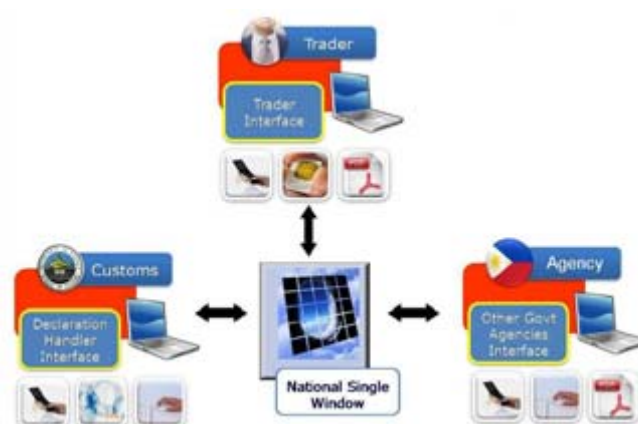 Trader
Trader
Interface
Customs
Declaration
Handler
Interface
Agency
Other Govt
Agencies
Interface
National Single
Window